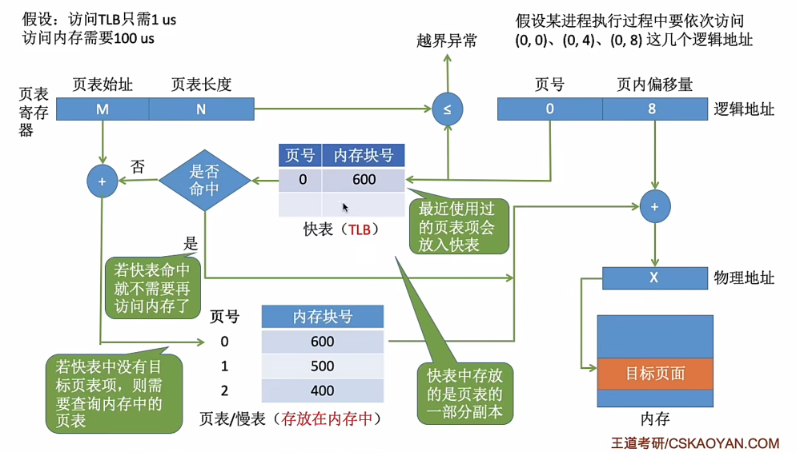 假设：访问TLB只需1 us
访问内存需要100 us
假设某进程执行过程中要依次访问
(0, 0)、(0, 4)、(0, 8) 这几个逻辑地址
越界异常
页表始址
页表长度
页号
页内偏移量
页表
寄存
器
M
N
≤
0
8
逻辑地址
页号
内存块号
0
600
快表（TLB）
是否
命中
否
是
+
+
最近使用过
的页表项会
放入快表
若快表命中
就不需要再
访问内存了
X
物理地址
页号
内存块号
0
600
1
500
2
400
页表/慢表（存放在内存中）
若快表中没有目
标页表项，则需
要查询内存中的
页表
快表中存放
的是页表的
一部分副本
目标页面
内存
王道考研/CSKAOYAN.COM